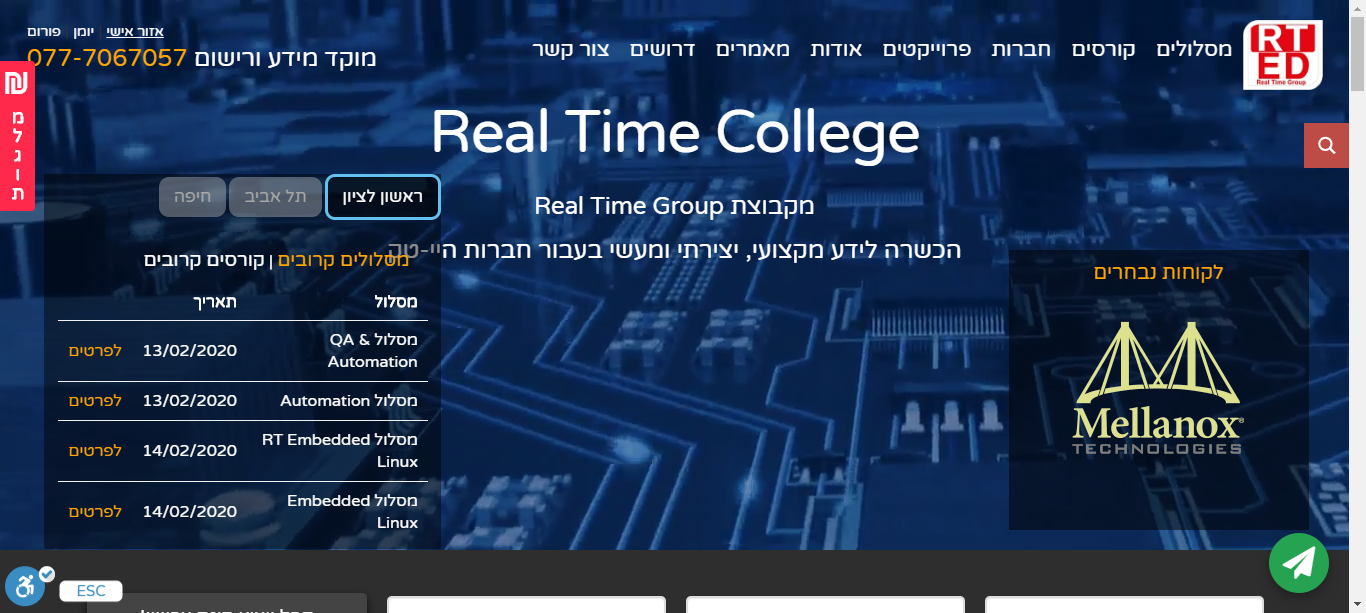 RT
ED
Real Time Group
מסלולים קורסים חברות פרוייקטים אודות מאמרים דרושים צור קשר
אזור אישי יומן פורום
מוקד מידע ורישום 077-7067057
₪
מלגות
Real Time College
מקבוצת Real Time Group
הכשרה לידע מקצועי, יצירתי ומעשי בעבור חברות היי-טק
ראשון לציון תל אביב חיפה
מסלולים קרובים | קורסים קרובים
מסלול תאריך
מסלול QA &
Automation 13/02/2020 לפרטים
מסלול Automation 13/02/2020 לפרטים
מסלול RT Embedded
Linux 14/02/2020 לפרטים
מסלול Embedded
Linux 14/02/2020 לפרטים
לקוחות נבחרים
Mellanox®
TECHNOLOGIES
ESC